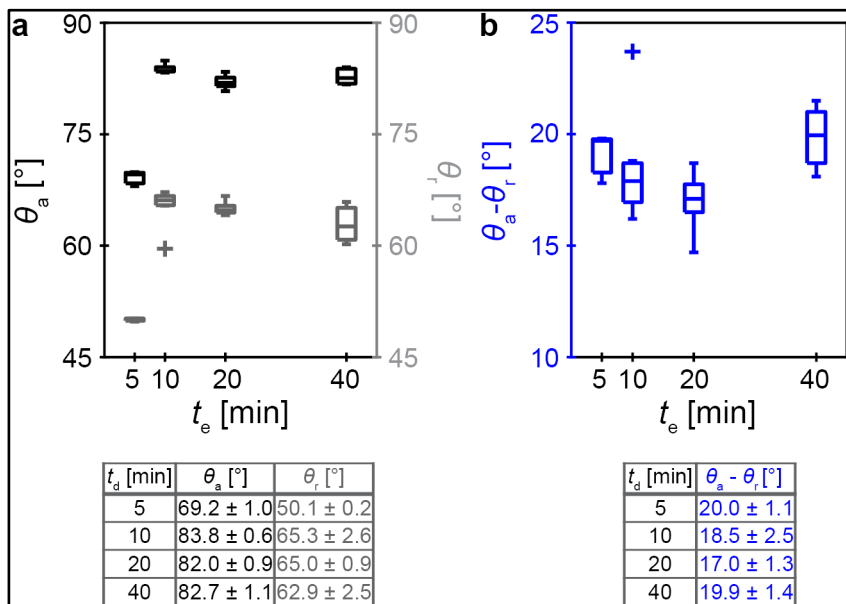 a
90
75
60
45
θa [°]
90
75
60
45
θr [°]
5 10 20 40
te [min]
b
25
20
15
10
θa-θr [°]
5 10 20 40
te [min]
td [min] θa [°] θr [°]
5 69.2 ± 1.0 50.1 ± 0.2
10 83.8 ± 0.6 65.3 ± 2.6
20 82.0 ± 0.9 65.0 ± 0.9
40 82.7 ± 1.1 62.9 ± 2.5
td [min] θa - θr [°]
5 20.0 ± 1.1
10 18.5 ± 2.5
20 17.0 ± 1.3
40 19.9 ± 1.4